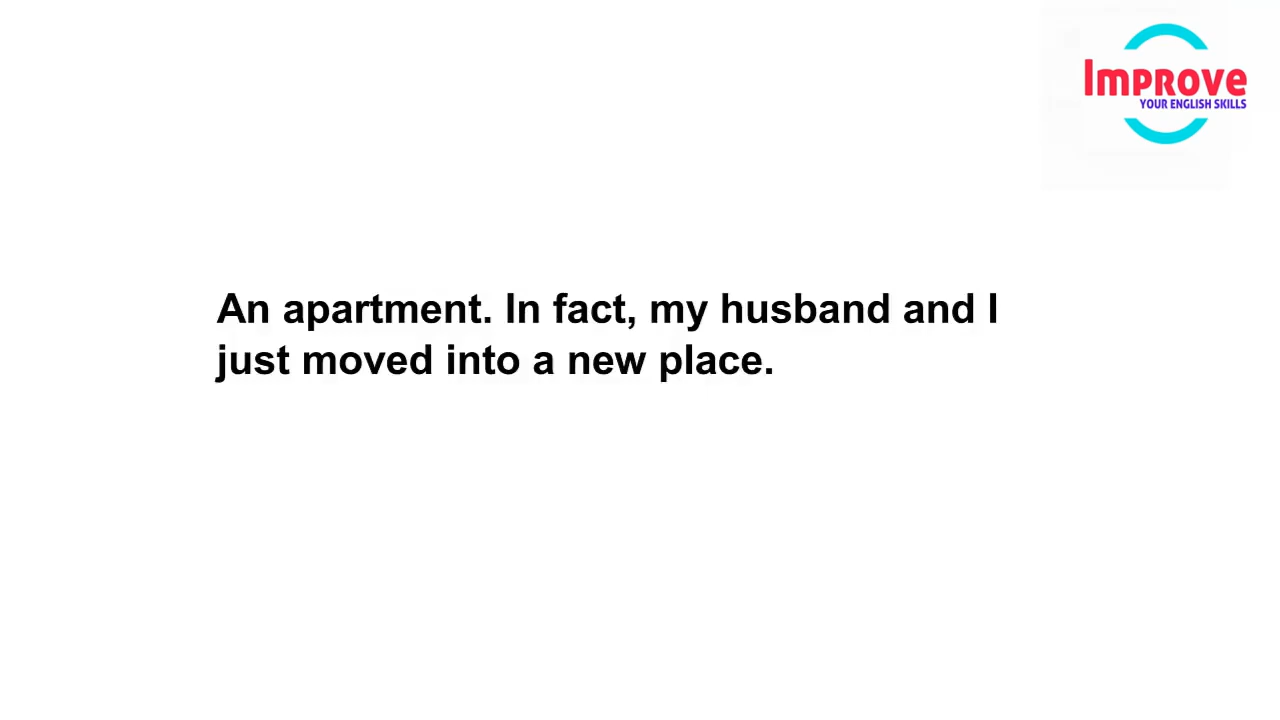 Improve
YOUR ENGLISH SKILLS
An apartment. In fact, my husband and I
just moved into a new place.